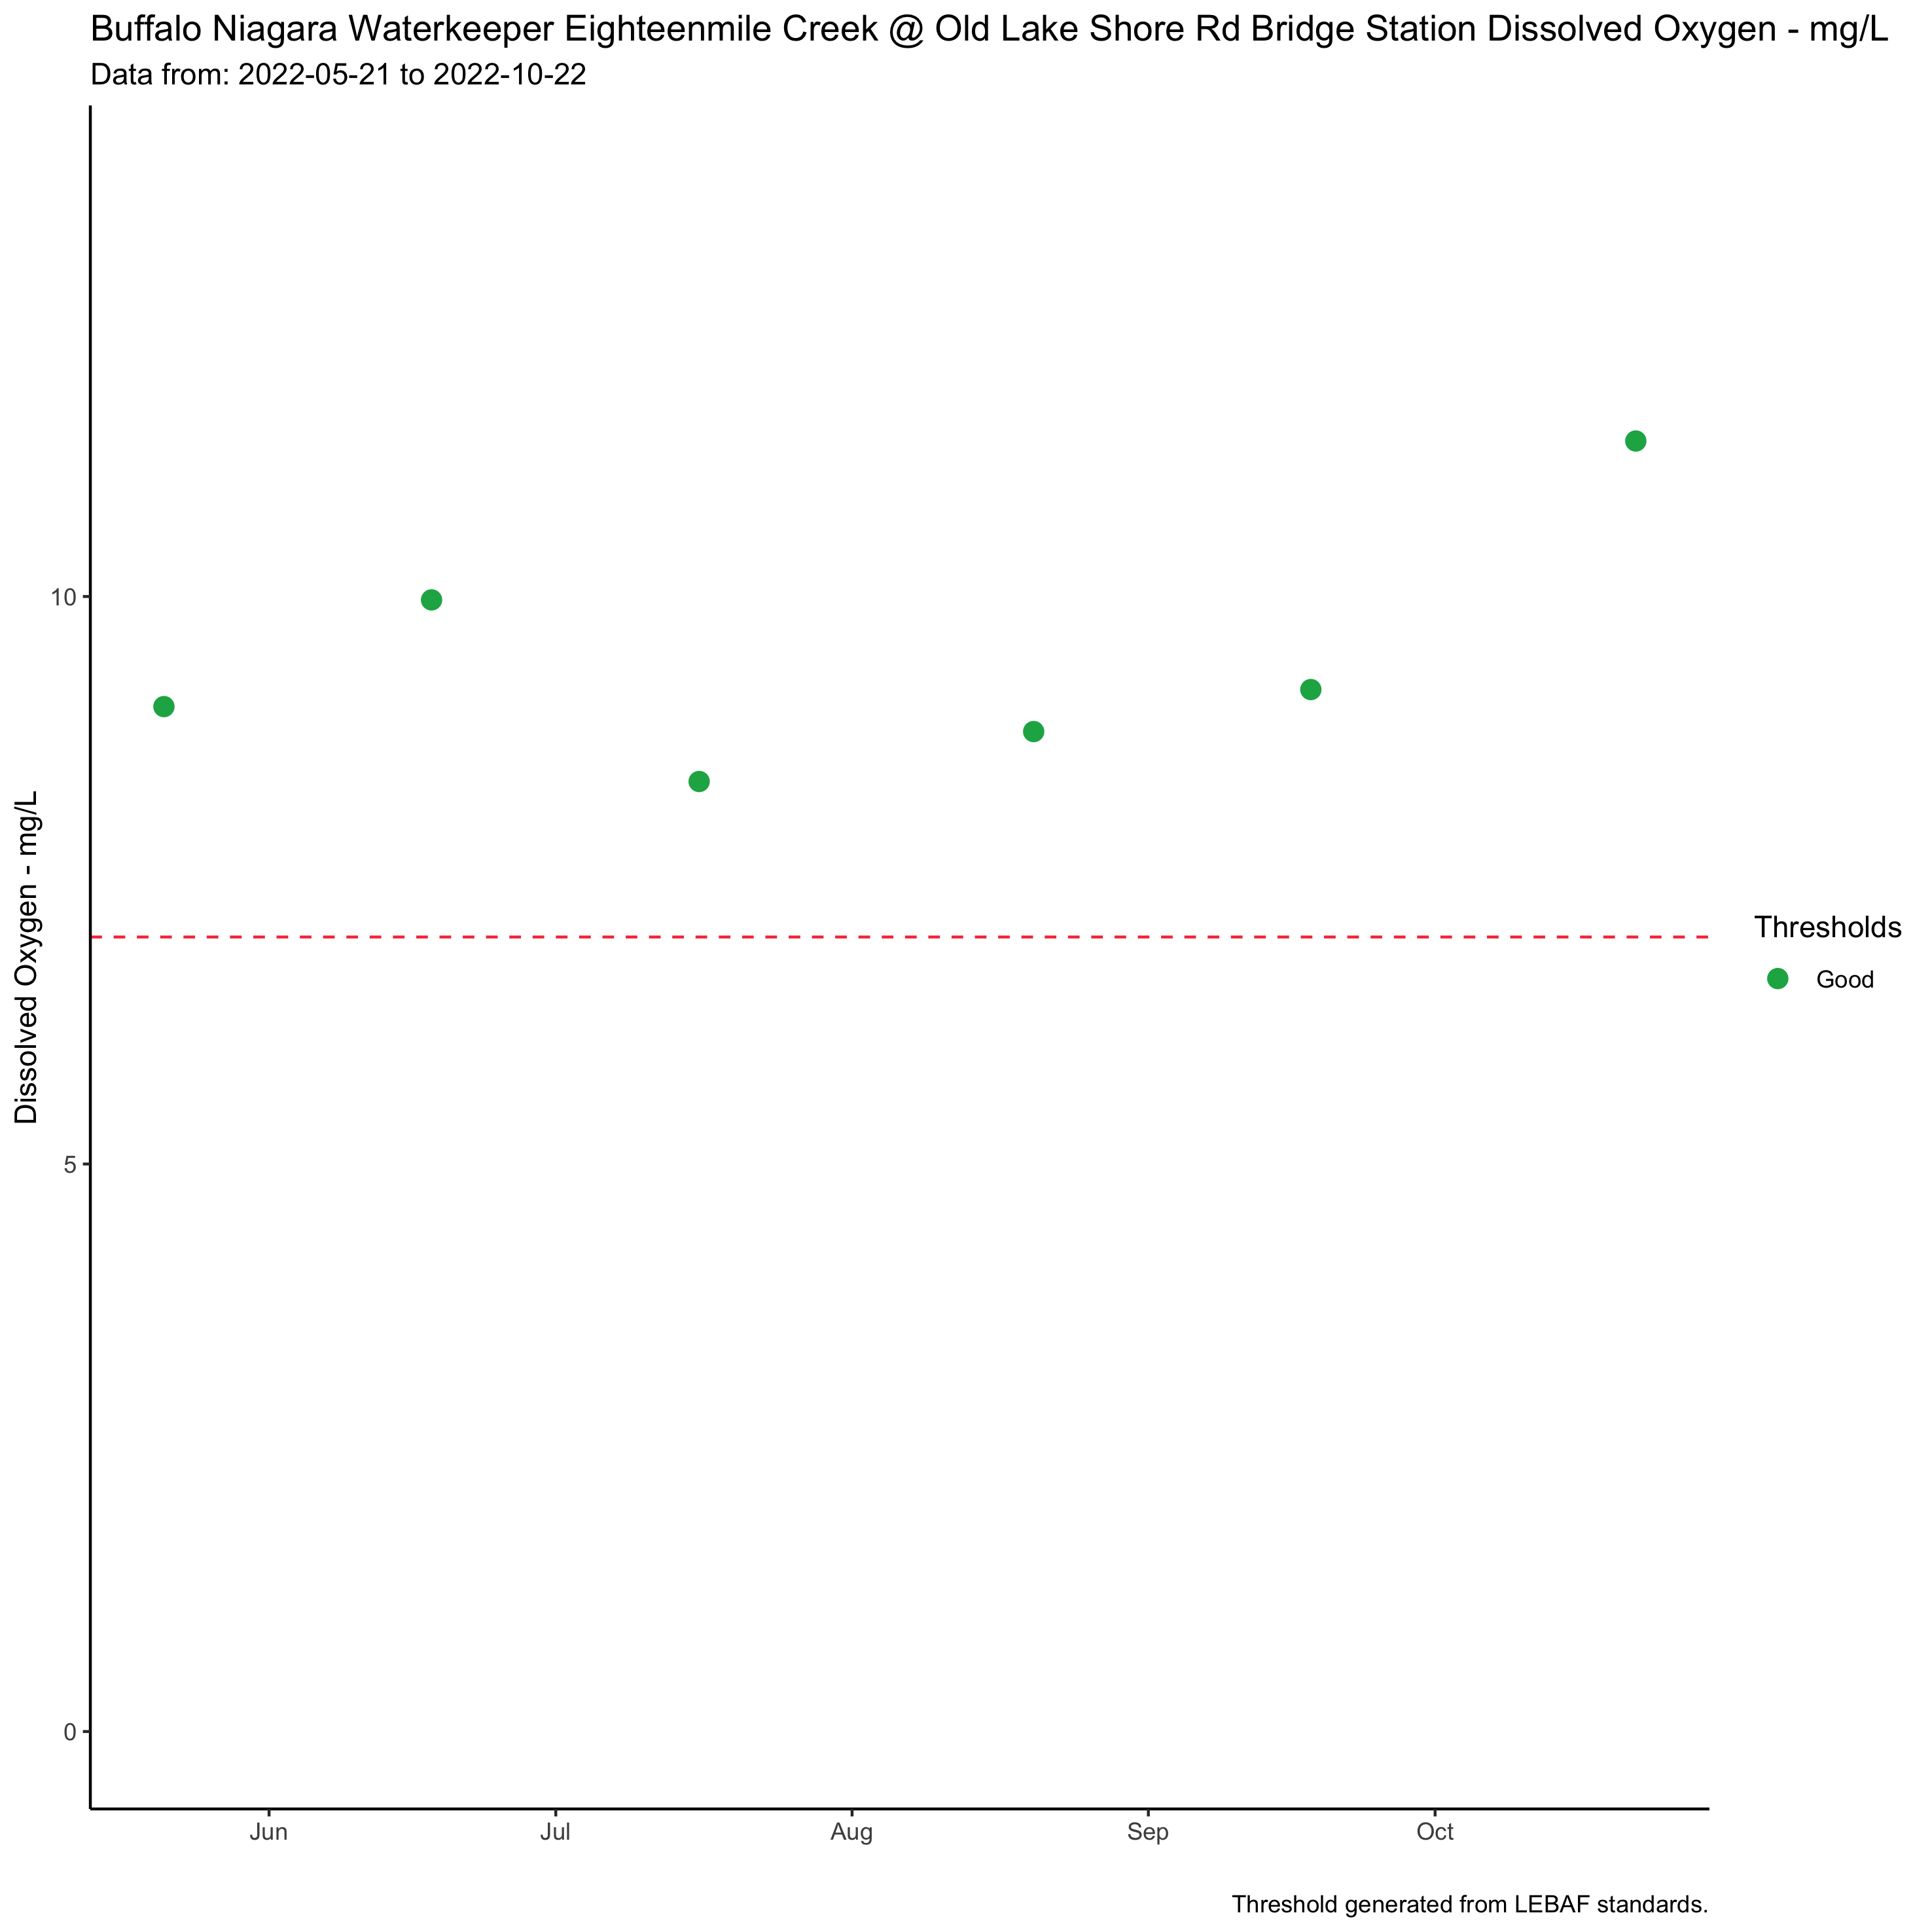 Buffalo Niagara Waterkeeper Eighteenmile Creek @ Old Lake Shore Rd Bridge Station Dissolved Oxygen - mg/L
Data from: 2022-05-21 to 2022-10-22
Dissolved Oxygen - mg/L
10
5
0
Jun Jul Aug Sep Oct
Thresholds
Good
Threshold generated from LEBAF standards.